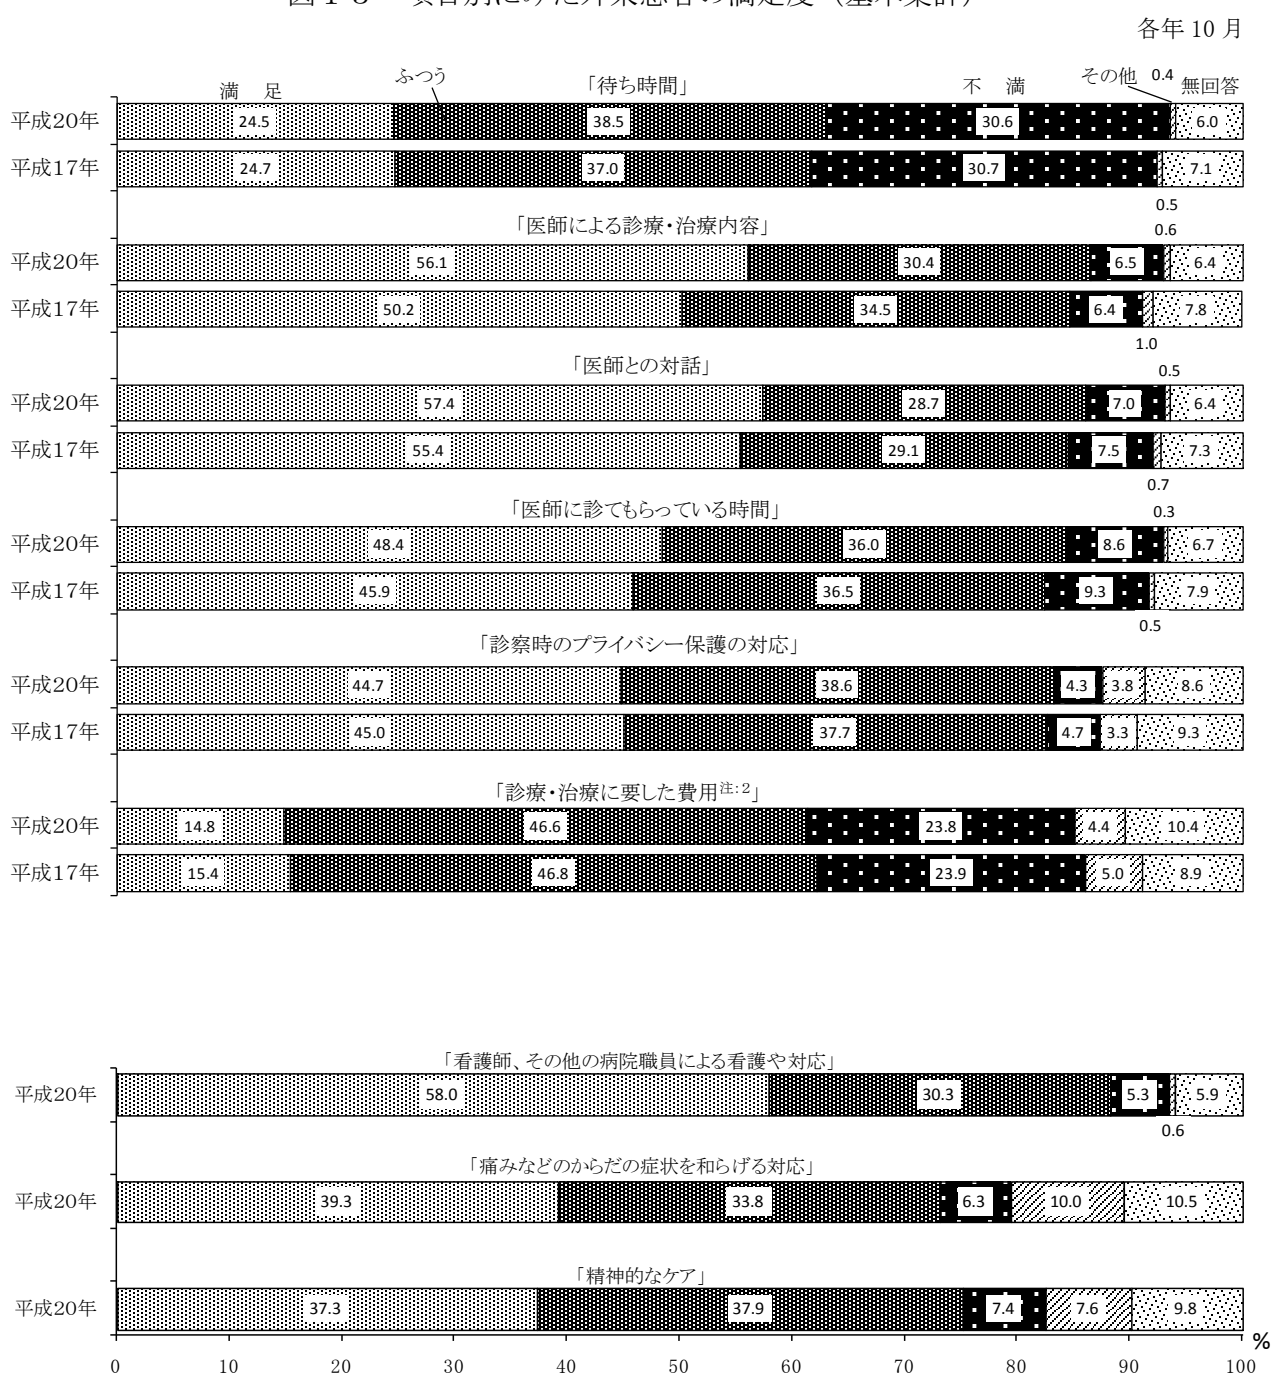 各年 10 月
満 足 ふつう 「待ち時間」 不 満 その他 0.4 無回答
平成20年 24.5 38.5 30.6 6.0
平成17年 24.7 37.0 30.7 7.1
0.5
「医師による診療・治療内容」 0.6
平成20年 56.1 30.4 6.5 6.4
平成17年 50.2 34.5 6.4 7.8
1.0
「医師との対話」 0.5
平成20年 57.4 28.7 7.0 6.4
平成17年 55.4 29.1 7.5 7.3
0.7
「医師に診てもらっている時間」 0.3
平成20年 48.4 36.0 8.6 6.7
平成17年 45.9 36.5 9.3 7.9
0.5
「診察時のプライバシー保護の対応」
平成20年 44.7 38.6 4.3 3.8 8.6
平成17年 45.0 37.7 4.7 3.3 9.3
「診療・治療に要した費用注:2」
平成20年 14.8 46.6 23.8 4.4 10.4
平成17年 15.4 46.8 23.9 5.0 8.9
「看護師、その他の病院職員による看護や対応」
平成20年 58.0 30.3 5.3 5.9
0.6
「痛みなどのからだの症状を和らげる対応」
平成20年 39.3 33.8 6.3 10.0 10.5
「精神的なケア」
平成20年 37.3 37.9 7.4 7.6 9.8
0 10 20 30 40 50 60 70 80 90 100 %